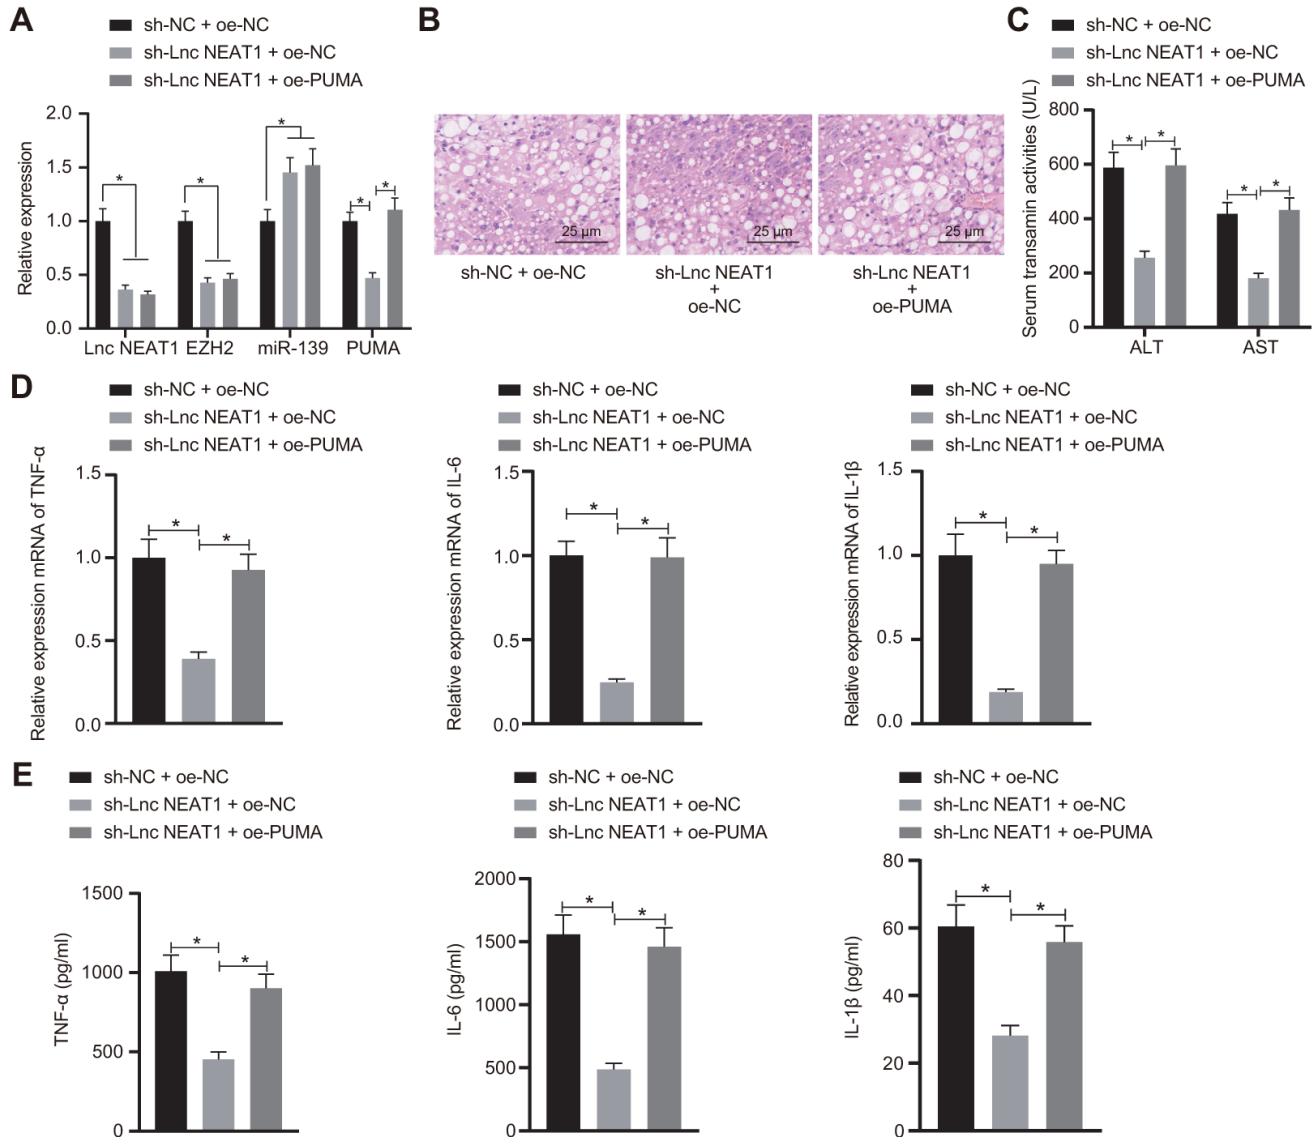 A
sh-NC + oe-NC
sh-Lnc NEAT1 + oe-NC
sh-Lnc NEAT1 + oe-PUMA
Relative expression
2.0
1.5
1.0
0.5
0.0
*
*
*
*
*
Lnc NEAT1 EZH2 miR-139 PUMA
B
25 µm
25 µm
25 µm
sh-NC + oe-NC
sh-Lnc NEAT1
+
oe-NC
sh-Lnc NEAT1
+
oe-PUMA
C
sh-NC + oe-NC
sh-Lnc NEAT1 + oe-NC
sh-Lnc NEAT1 + oe-PUMA
Serum transamin activities (U/L)
800
600
400
200
0
*
*
*
*
ALT AST
D
sh-NC + oe-NC
sh-Lnc NEAT1 + oe-NC
sh-Lnc NEAT1 + oe-PUMA
Relative expression mRNA of TNF-α
1.5
1.0
0.5
0.0
*
*
sh-NC + oe-NC
sh-Lnc NEAT1 + oe-NC
sh-Lnc NEAT1 + oe-PUMA
Relative expression mRNA of IL-6
1.5
1.0
0.5
0.0
*
*
sh-NC + oe-NC
sh-Lnc NEAT1 + oe-NC
sh-Lnc NEAT1 + oe-PUMA
Relative expression mRNA of IL-1β
1.5
1.0
0.5
0.0
*
*
E
sh-NC + oe-NC
sh-Lnc NEAT1 + oe-NC
sh-Lnc NEAT1 + oe-PUMA
TNF-α (pg/ml)
1500
1000
500
0
*
*
sh-NC + oe-NC
sh-Lnc NEAT1 + oe-NC
sh-Lnc NEAT1 + oe-PUMA
IL-6 (pg/ml)
2000
1500
1000
500
0
*
*
sh-NC + oe-NC
sh-Lnc NEAT1 + oe-NC
sh-Lnc NEAT1 + oe-PUMA
IL-1β (pg/ml)
80
60
40
20
0
*
*